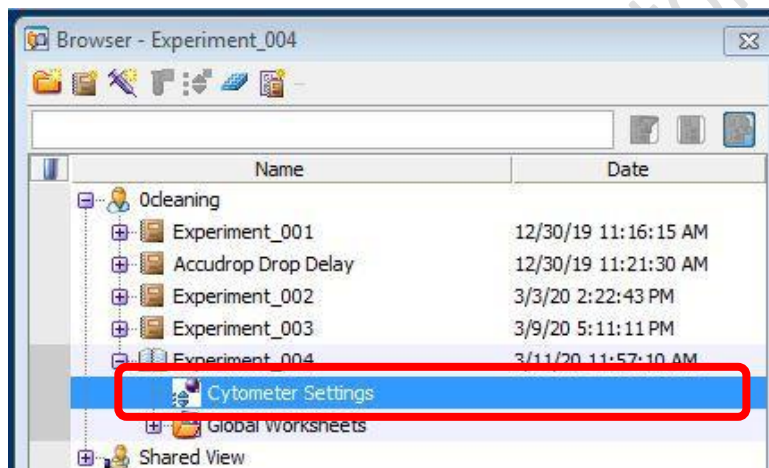 Browser - Experiment_004
Name Date
0cleaning
Experiment_001 12/30/19 11:16:15 AM
Accudrop Drop Delay 12/30/19 11:21:30 AM
Experiment_002 3/3/20 2:22:43 PM
Experiment_003 3/9/20 5:11:11 PM
Experiment_004 3/11/20 11:57:10 AM
Cytometer Settings
Global Worksheets
Shared View